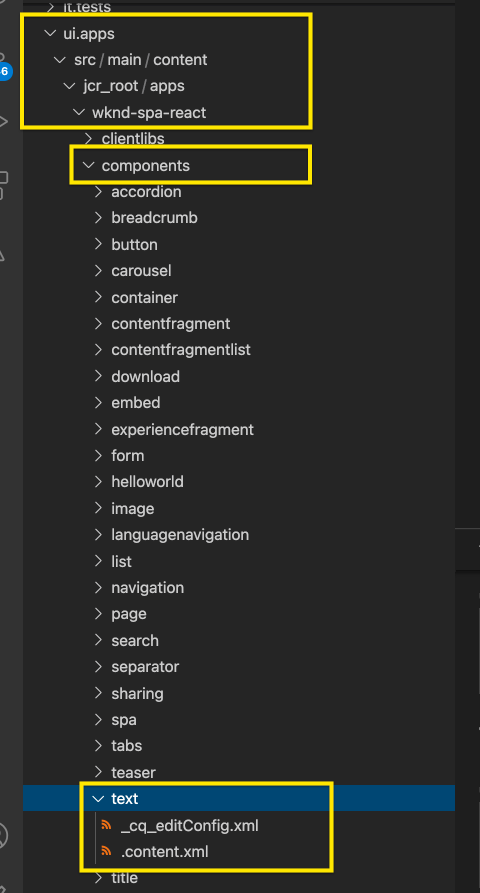 it.tests
ui.apps
src / main / content
jcr_root / apps
wknd-spa-react
clientlibs
components
accordion
breadcrumb
button
carousel
container
contentfragment
contentfragmentlist
download
embed
experiencefragment
form
helloworld
image
languagenavigation
list
navigation
page
search
separator
sharing
spa
tabs
teaser
text
_cq_editConfig.xml
.content.xml
title